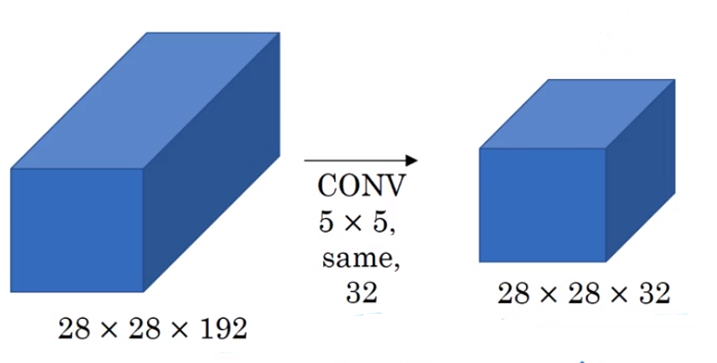 CONV
5 × 5,
same,
32
28 × 28 × 192
28 × 28 × 32